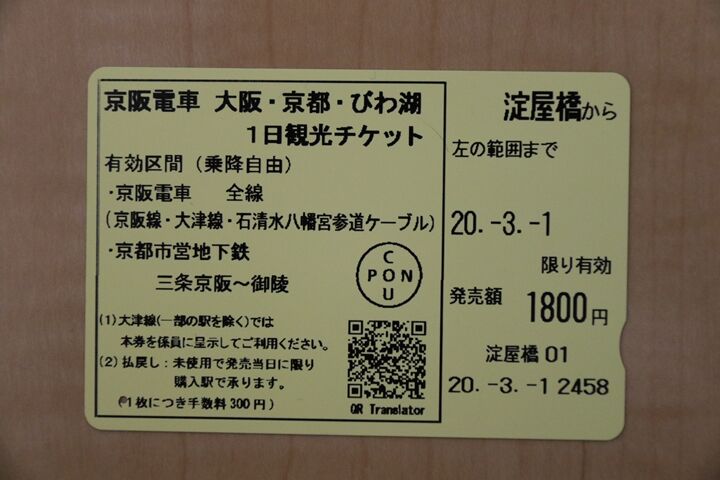 京阪電車 大阪・京都・びわ湖
1日観光チケット
有効区間（乗降自由）
・京阪電車 全線
(京阪線・大津線・石清水八幡宮参道ケーブル)
・京都市営地下鉄
三条京阪～御陵
COUPON
(1)大津線(一部の駅を除く)では
本券を係員に呈示してご利用ください。
(2)払戻し：未使用で発売当日に限り
購入駅で承ります。
(1枚につき手数料300円)
QR Translator
淀屋橋から
左の範囲まで
20.-3.-1
限り有効
発売額 1800円
淀屋橋01
20.-3.-1 2458